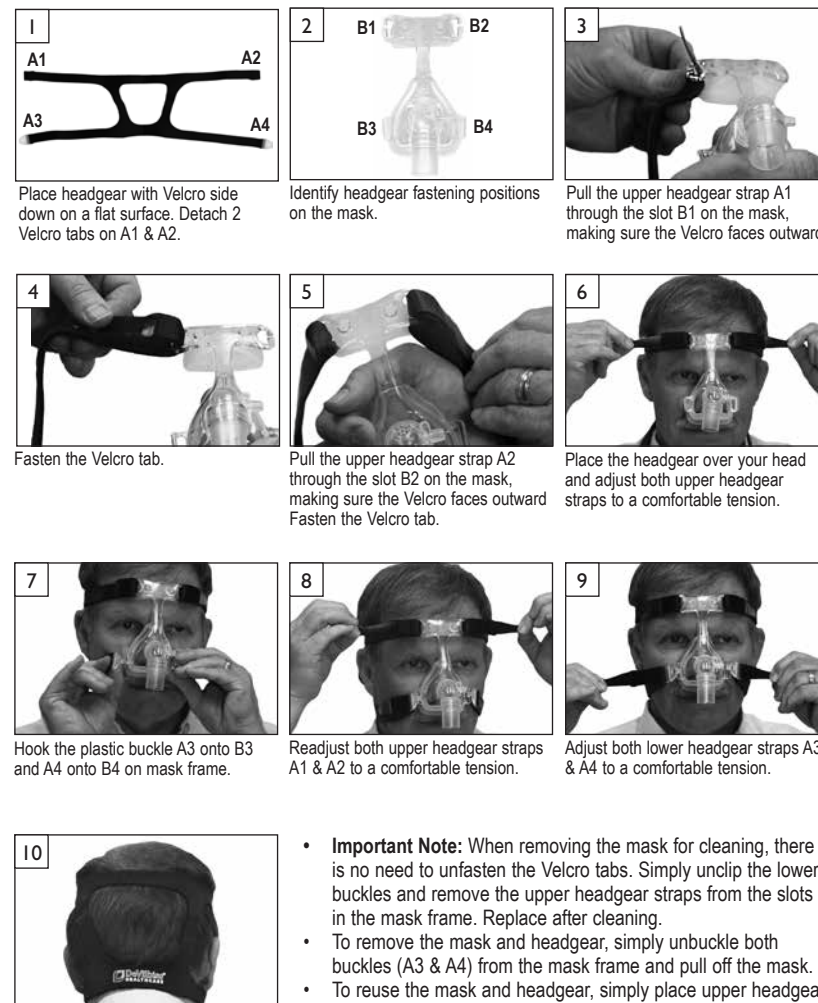 1
A1
A2
A3
A4
Place headgear with Velcro side
down on a flat surface. Detach 2
Velcro tabs on A1 & A2.
2
B1
B2
B3
B4
Identify headgear fastening positions
on the mask.
3
Pull the upper headgear strap A1
through the slot B1 on the mask,
making sure the Velcro faces outward
4
Fasten the Velcro tab.
5
Pull the upper headgear strap A2
through the slot B2 on the mask,
making sure the Velcro faces outward
Fasten the Velcro tab.
6
Place the headgear over your head
and adjust both upper headgear
straps to a comfortable tension.
7
Hook the plastic buckle A3 onto B3
and A4 onto B4 on mask frame.
8
Readjust both upper headgear straps
A1 & A2 to a comfortable tension.
9
Adjust both lower headgear straps A3
& A4 to a comfortable tension.
10
DeVilbiss
HEALTHCARE
• Important Note: When removing the mask for cleaning, there
is no need to unfasten the Velcro tabs. Simply unclip the lower
buckles and remove the upper headgear straps from the slots
in the mask frame. Replace after cleaning.
• To remove the mask and headgear, simply unbuckle both
buckles (A3 & A4) from the mask frame and pull off the mask.
• To reuse the mask and headgear, simply place upper headgea